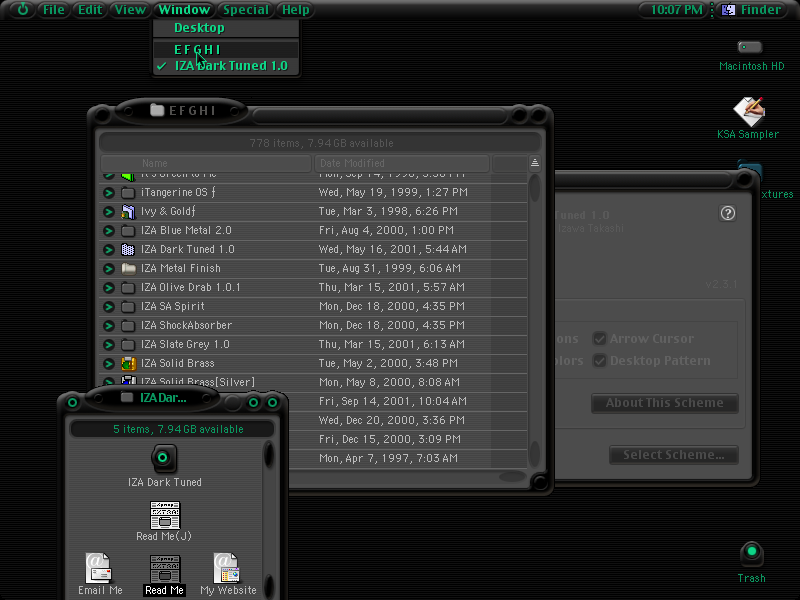 File Edit View Window Special Help 10:07 PM Finder
Desktop
E F G H I
✓ IZA Dark Tuned 1.0
Macintosh HD
KSA Sampler
xtures
Trash
E F G H I
778 items, 7.94 GB available
Name Date Modified
It's Green to Me Mon, Sep 14, 1998, 3:36 PM
iTangerine OS ƒ Wed, May 19, 1999, 1:27 PM
Ivy & Goldƒ Tue, Mar 3, 1998, 6:26 PM
IZA Blue Metal 2.0 Fri, Aug 4, 2000, 1:00 PM
IZA Dark Tuned 1.0 Wed, May 16, 2001, 5:44 AM
IZA Metal Finish Tue, Aug 31, 1999, 6:06 AM
IZA Olive Drab 1.0.1 Thu, Mar 15, 2001, 5:57 AM
IZA SA Spirit Mon, Dec 18, 2000, 4:35 PM
IZA ShockAbsorber Mon, Dec 18, 2000, 4:35 PM
IZA Slate Grey 1.0 Thu, Mar 15, 2001, 6:13 AM
IZA Solid Brass Tue, May 2, 2000, 3:48 PM
IZA Solid Brass[Silver] Mon, May 8, 2000, 8:08 AM
Fri, Sep 14, 2001, 10:04 AM
Wed, Dec 20, 2000, 3:36 PM
Fri, Dec 15, 2000, 3:09 PM
Mon, Apr 7, 1997, 7:03 AM
Tuned 1.0
Izawa Takashi
?
v2.3.1
ons Arrow Cursor
lors Desktop Pattern
About This Scheme
Select Scheme...
IZA Dar...
5 items, 7.94 GB available
IZA Dark Tuned
Read Me(J)
Email Me Read Me My Website